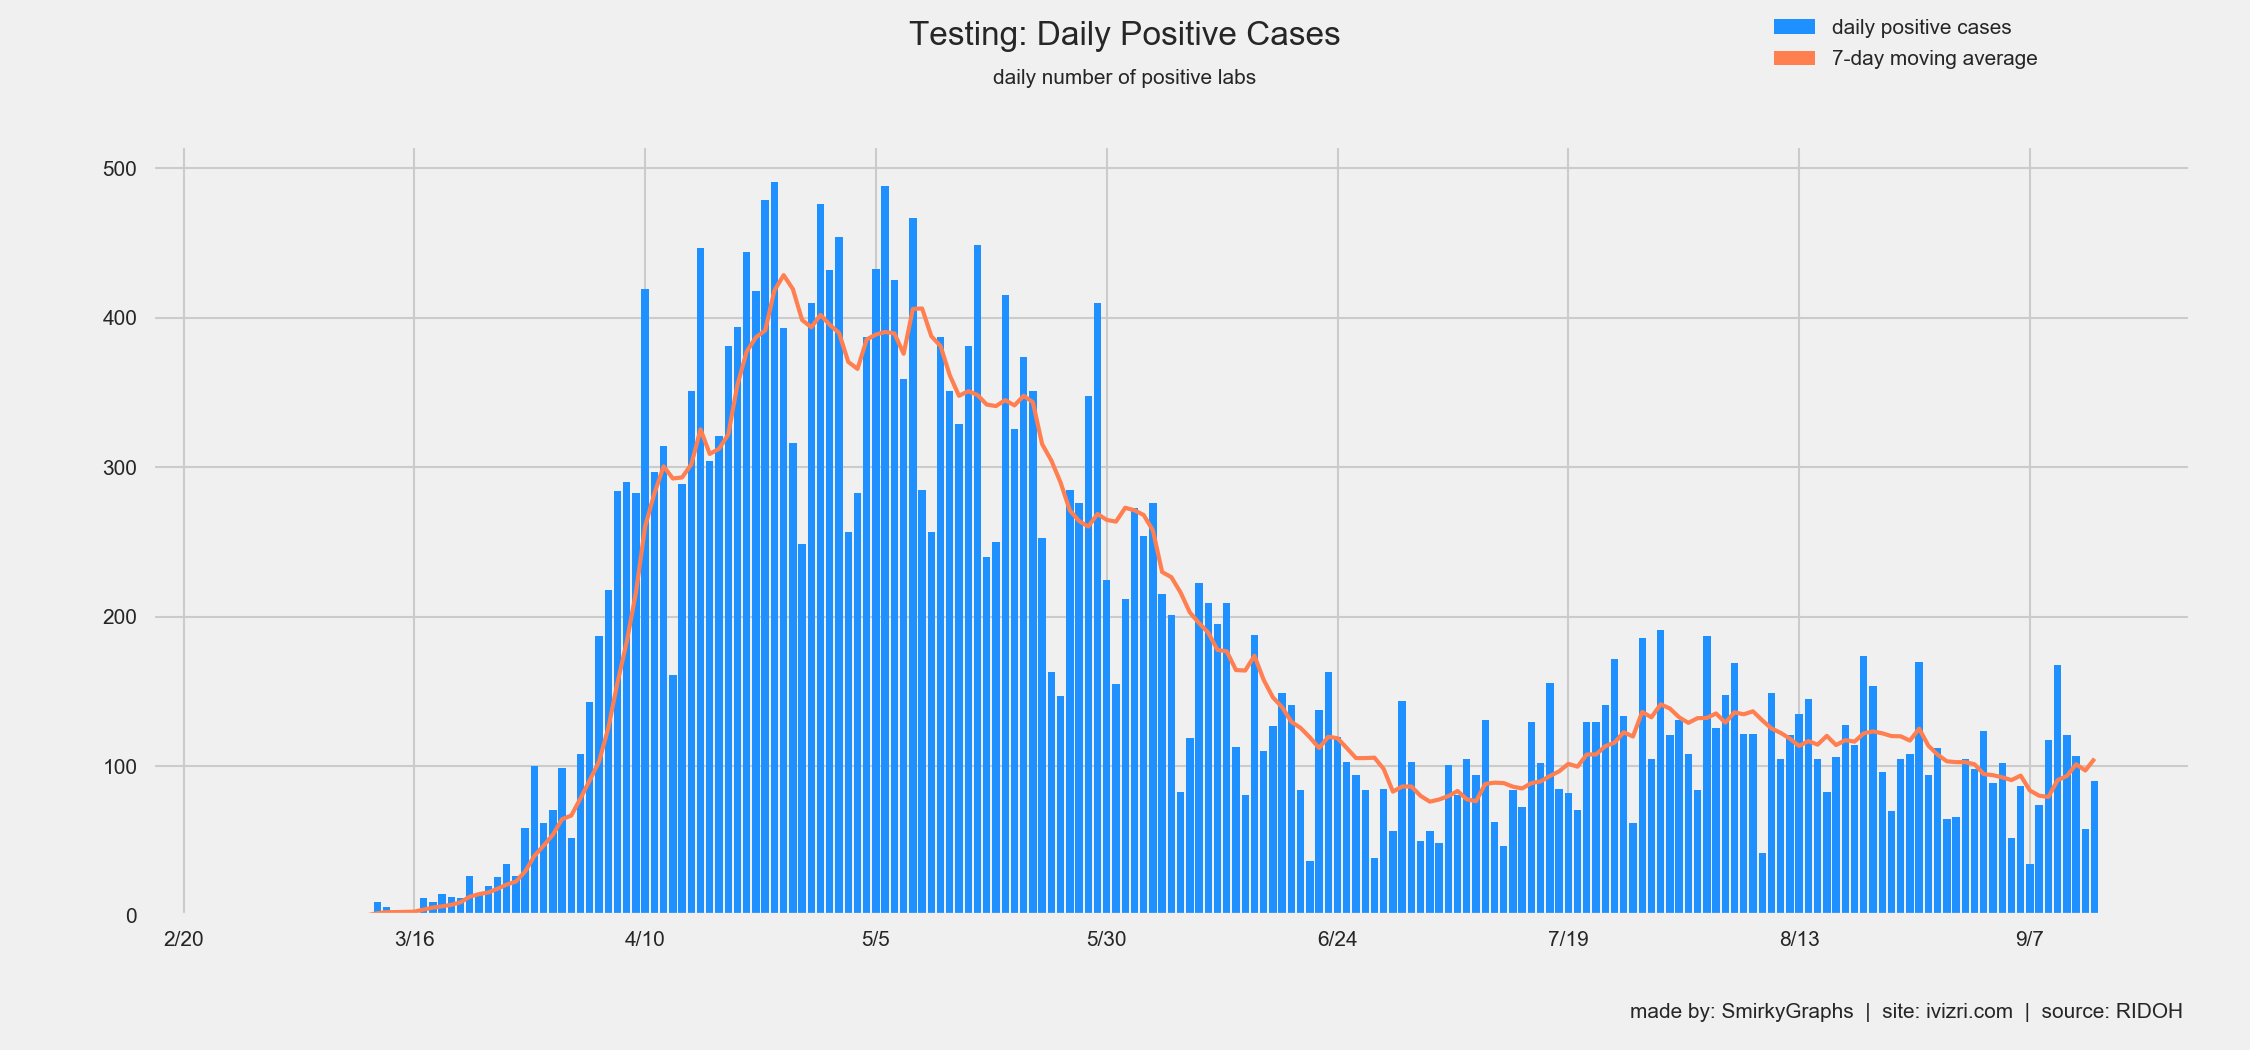 Testing: Daily Positive Cases
daily number of positive labs
daily positive cases
7-day moving average
500
400
300
200
100
0
2/20 3/16 4/10 5/5 5/30 6/24 7/19 8/13 9/7
made by: SmirkyGraphs | site: ivizri.com | source: RIDOH